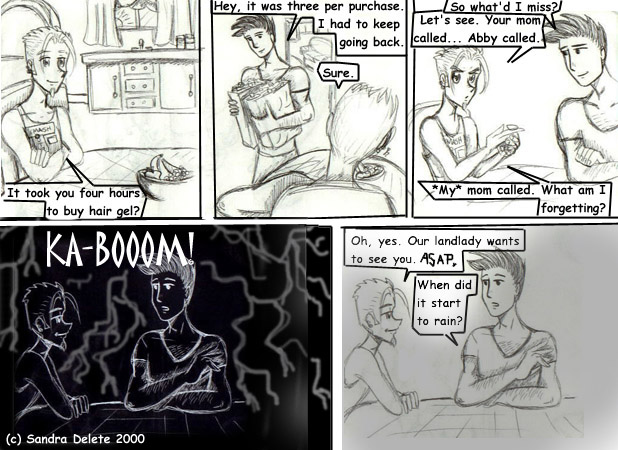 It took you four hours
to buy hair gel?
Hey, it was three per purchase.
I had to keep
going back.
Sure.
So what'd I miss?
Let's see. Your mom
called... Abby called.
*My* mom called. What am I
forgetting?
KA-BOOOM!
(c) Sandra Delete 2000
Oh, yes. Our landlady wants
to see you. ASAP.
When did
it start
to rain?